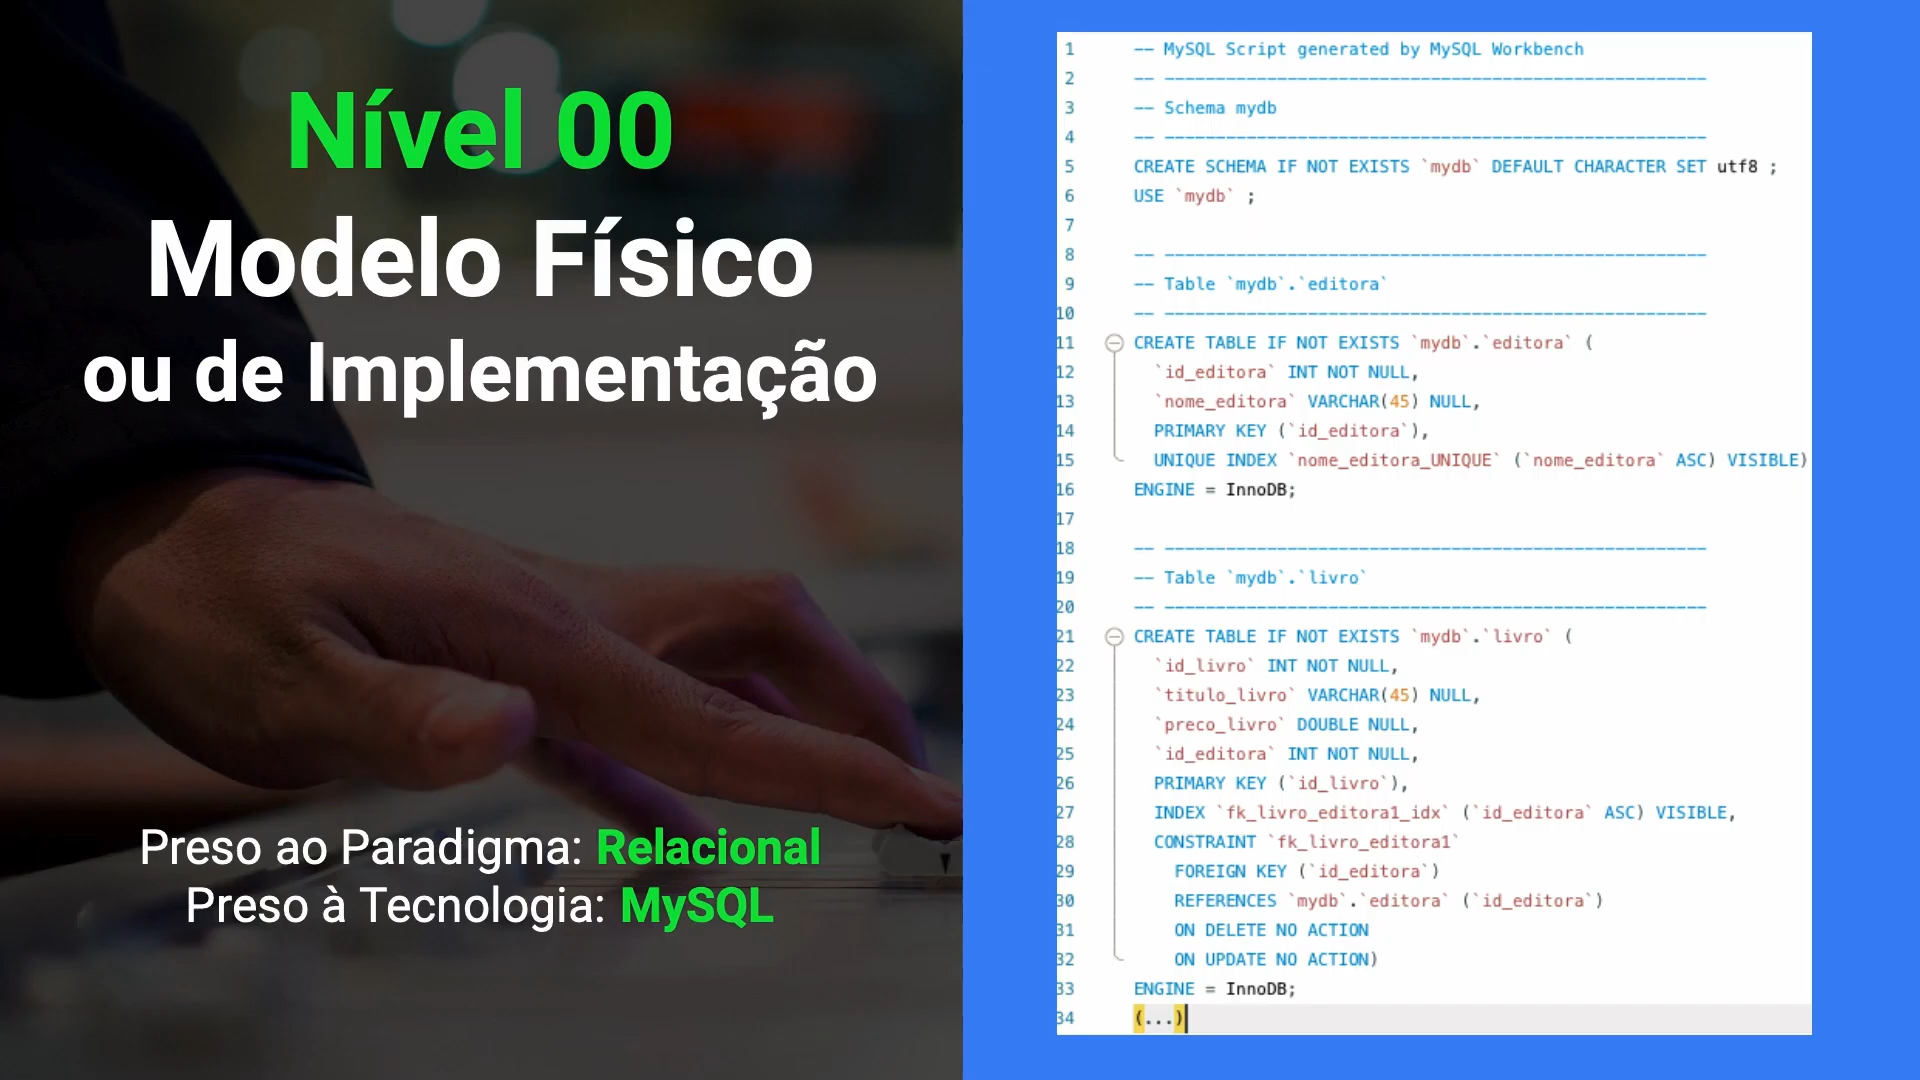 Nível 00
Modelo Físico
ou de Implementação
Preso ao Paradigma: Relacional
Preso à Tecnologia: MySQL
1 -- MySQL Script generated by MySQL Workbench
2 -- -----------------------------------------------------
3 -- Schema mydb
4 -- -----------------------------------------------------
5 CREATE SCHEMA IF NOT EXISTS `mydb` DEFAULT CHARACTER SET utf8 ;
6 USE `mydb` ;
7
8 -- -----------------------------------------------------
9 -- Table `mydb`.`editora`
10 -- -----------------------------------------------------
11 CREATE TABLE IF NOT EXISTS `mydb`.`editora` (
12 `id_editora` INT NOT NULL,
13 `nome_editora` VARCHAR(45) NULL,
14 PRIMARY KEY (`id_editora`),
15 UNIQUE INDEX `nome_editora_UNIQUE` (`nome_editora` ASC) VISIBLE)
16 ENGINE = InnoDB;
17
18 -- -----------------------------------------------------
19 -- Table `mydb`.`livro`
20 -- -----------------------------------------------------
21 CREATE TABLE IF NOT EXISTS `mydb`.`livro` (
22 `id_livro` INT NOT NULL,
23 `titulo_livro` VARCHAR(45) NULL,
24 `preco_livro` DOUBLE NULL,
25 `id_editora` INT NOT NULL,
26 PRIMARY KEY (`id_livro`),
27 INDEX `fk_livro_editora1_idx` (`id_editora` ASC) VISIBLE,
28 CONSTRAINT `fk_livro_editora1`
29 FOREIGN KEY (`id_editora`)
30 REFERENCES `mydb`.`editora` (`id_editora`)
31 ON DELETE NO ACTION
32 ON UPDATE NO ACTION)
33 ENGINE = InnoDB;
34 (...)